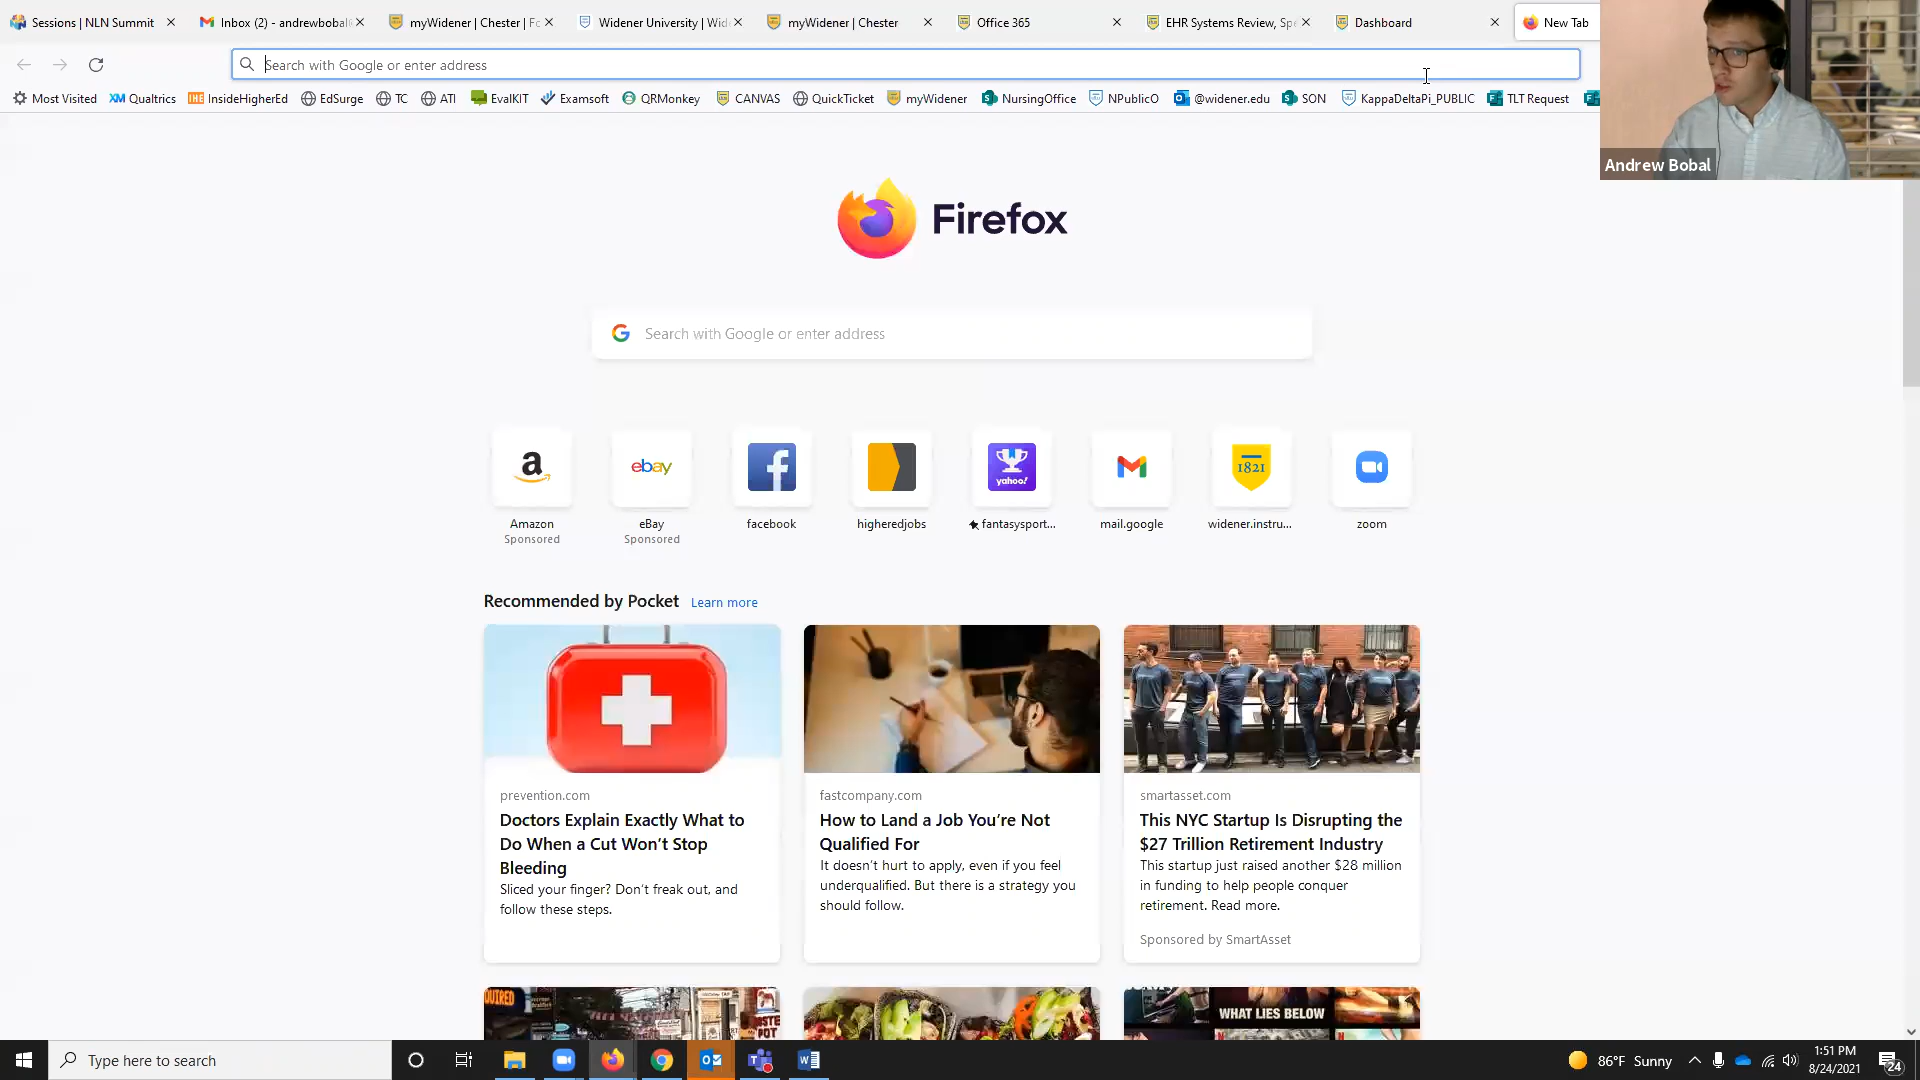 Sessions | NLN Summit
Inbox (2) - andrewbobal
myWidener | Chester | Fo
Widener University | Wid
myWidener | Chester
Office 365
EHR Systems Review, Spe
Dashboard
New Tab
Search with Google or enter address
Most Visited
XM Qualtrics
IHE InsideHigherEd
EdSurge
TC
ATI
EvalKIT
Examsoft
QRMonkey
CANVAS
QuickTicket
myWidener
NursingOffice
NPublicO
@widener.edu
SON
KappaDeltaPi_PUBLIC
TLT Request
Andrew Bobal
Firefox
Search with Google or enter address
a
ebay
f
yahoo!
1821
Amazon
Sponsored
eBay
Sponsored
facebook
higheredjobs
fantasysport...
mail.google
widener.instru...
zoom
Recommended by Pocket Learn more
prevention.com
Doctors Explain Exactly What to
Do When a Cut Won't Stop
Bleeding
Sliced your finger? Don't freak out, and
follow these steps.
fastcompany.com
How to Land a Job You're Not
Qualified For
It doesn't hurt to apply, even if you feel
underqualified. But there is a strategy you
should follow.
smartasset.com
This NYC Startup Is Disrupting the
$27 Trillion Retirement Industry
This startup just raised another $28 million
in funding to help people conquer
retirement. Read more.
Sponsored by SmartAsset
WHAT LIES BELOW
Type here to search
86°F Sunny
1:51 PM
8/24/2021
24